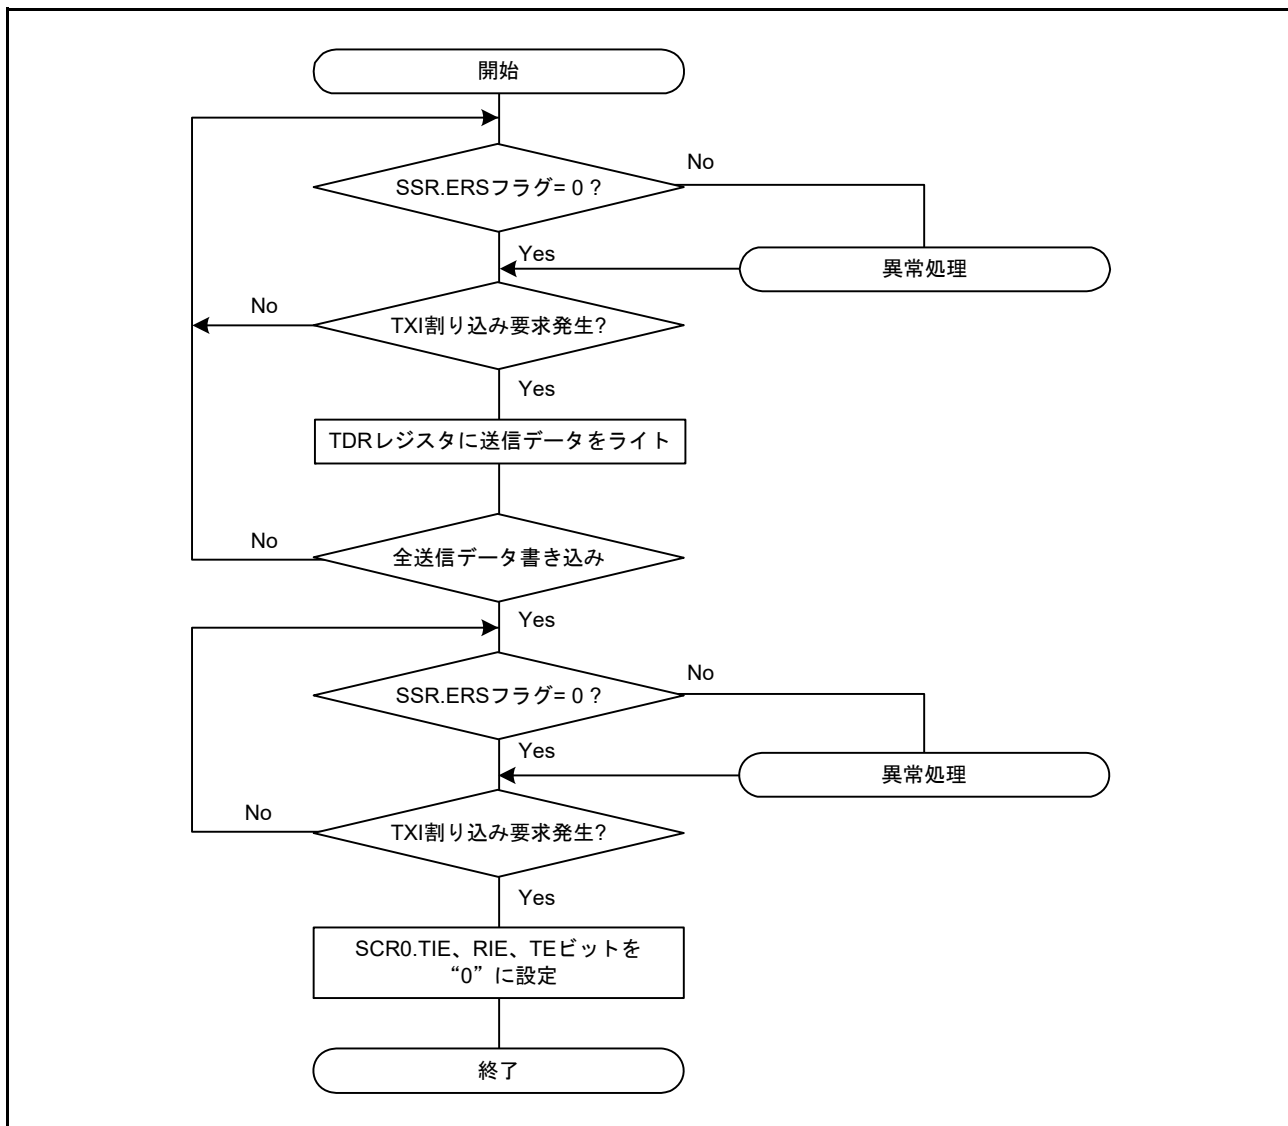 開始
No
SSR.ERSフラグ= 0 ?
Yes
異常処理
No
TXI割り込み要求発生?
Yes
TDRレジスタに送信データをライト
No
全送信データ書き込み
Yes
No
SSR.ERSフラグ= 0 ?
Yes
異常処理
No
TXI割り込み要求発生?
Yes
SCR0.TIE、RIE、TEビットを
“0”に設定
終了